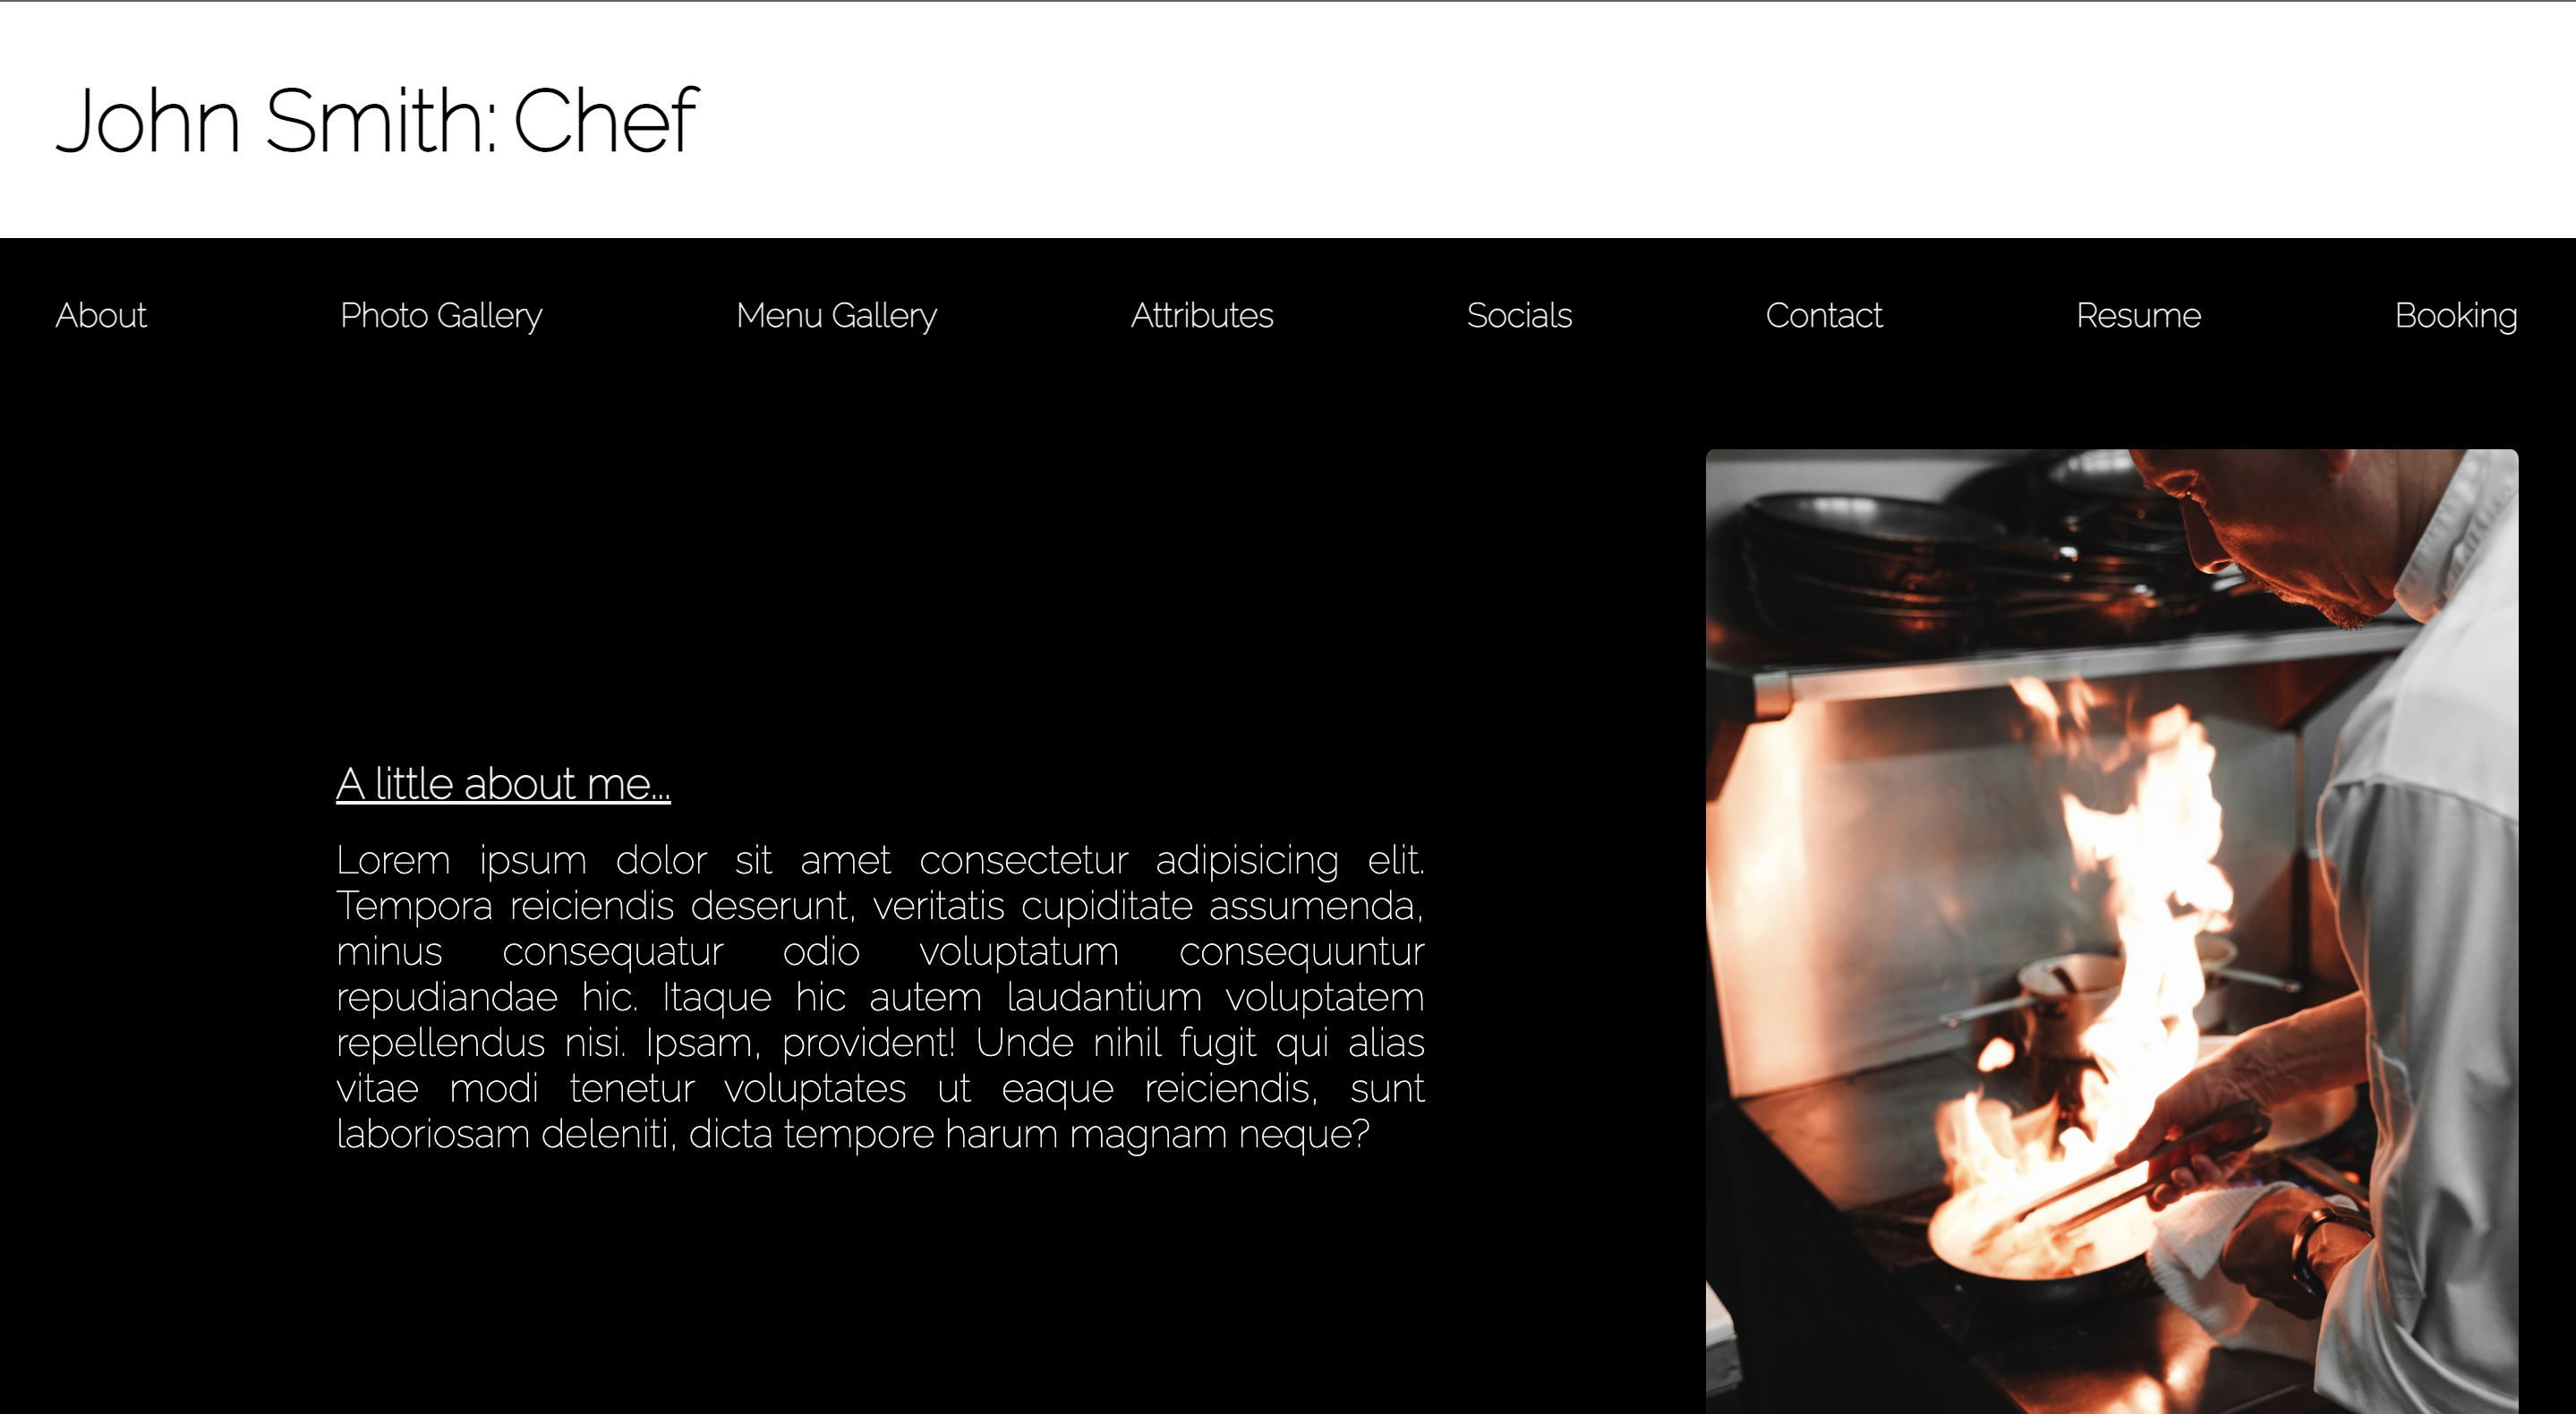 John Smith: Chef
About Photo Gallery Menu Gallery Attributes Socials Contact Resume Booking
A little about me...
Lorem ipsum dolor sit amet consectetur adipisicing elit.
Tempora reiciendis deserunt, veritatis cupiditate assumenda,
minus consequatur odio voluptatum consequuntur
repudiandae hic. Itaque hic autem laudantium voluptatem
repellendus nisi. Ipsam, provident! Unde nihil fugit qui alias
vitae modi tenetur voluptates ut eaque reiciendis, sunt
laboriosam deleniti, dicta tempore harum magnam neque?